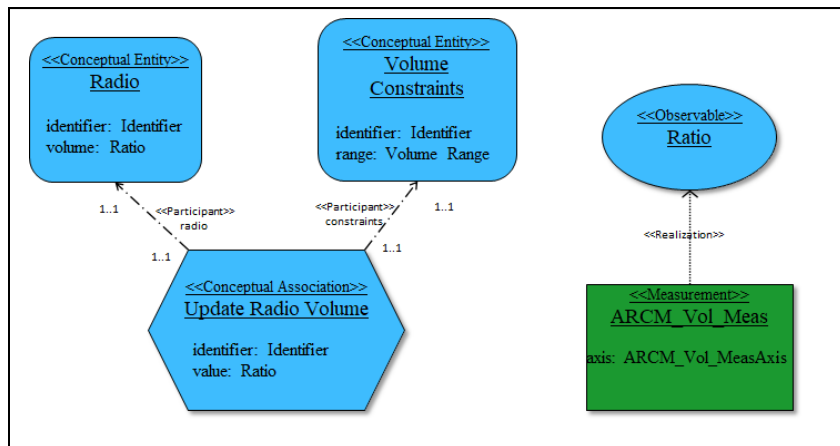 <<Conceptual Entity>>
Radio
identifier: Identifier
volume: Ratio
<<Conceptual Entity>>
Volume
Constraints
identifier: Identifier
range: Volume Range
<<Observable>>
Ratio
1..1
<<Participant>>
radio
1..1
<<Participant>>
constraints
1..1
1..1
<<Realization>>
<<Conceptual Association>>
Update Radio Volume
identifier: Identifier
value: Ratio
<<Measurement>>
ARCM_Vol_Meas
axis: ARCM_Vol_MeasAxis